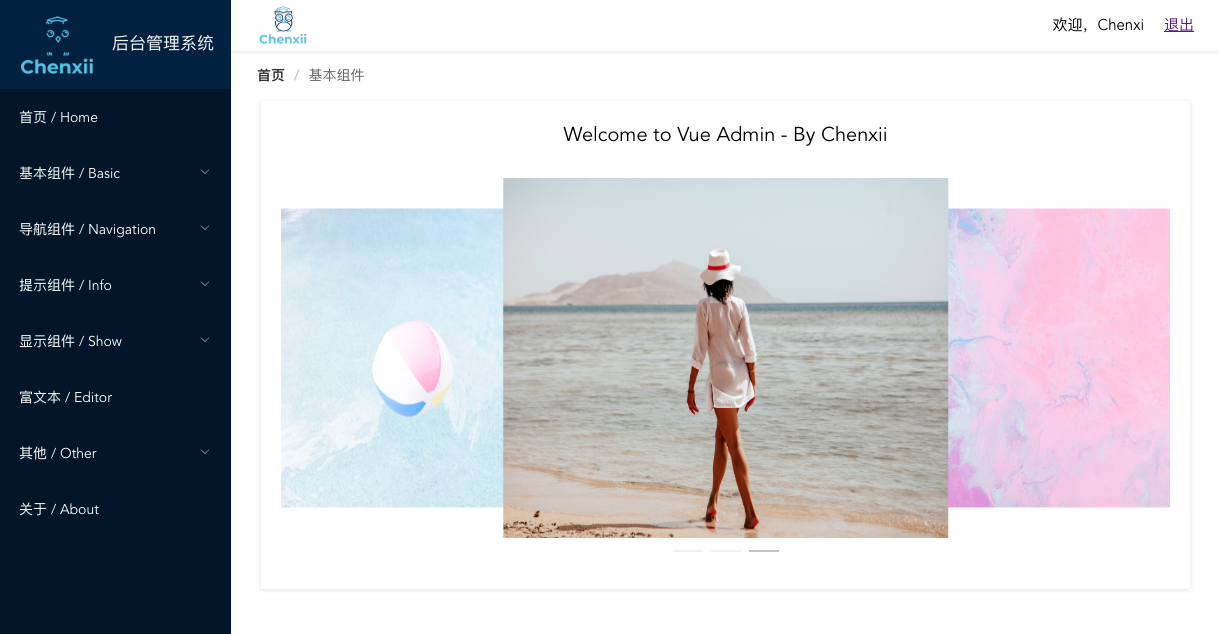 Chenxii
后台管理系统
首页 / Home
基本组件 / Basic
导航组件 / Navigation
提示组件 / Info
显示组件 / Show
富文本 / Editor
其他 / Other
关于 / About
Chenxii
欢迎，Chenxi 退出
首页 / 基本组件
Welcome to Vue Admin - By Chenxii